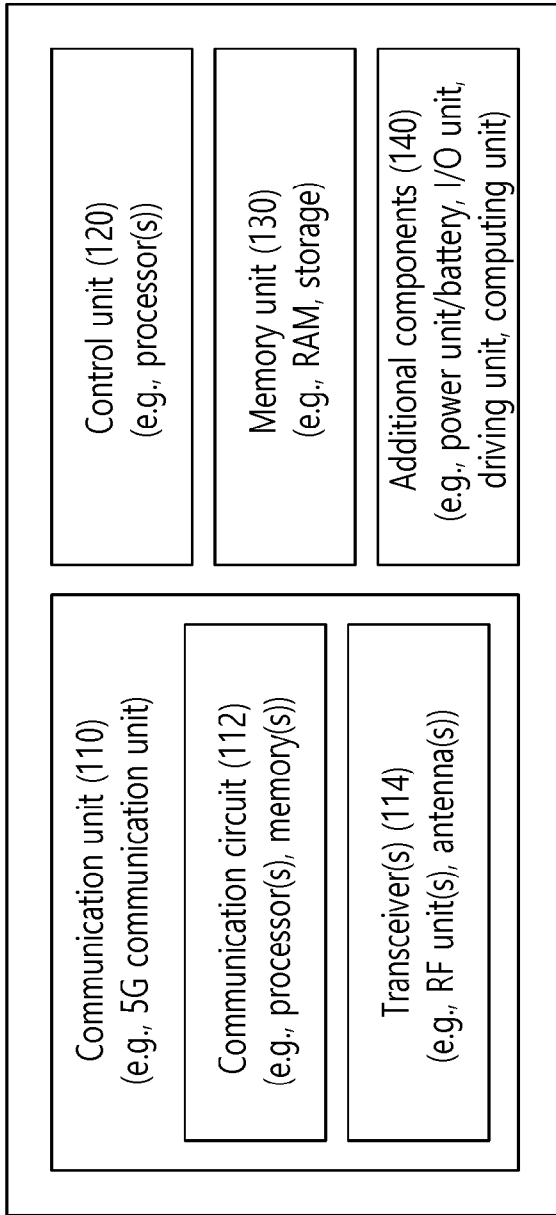 Communication unit (110)
(e.g., 5G communication unit)
Communication circuit (112)
(e.g., processor(s), memory(s))
Transceiver(s) (114)
(e.g., RF unit(s), antenna(s))
Control unit (120)
(e.g., processor(s))
Memory unit (130)
(e.g., RAM, storage)
Additional components (140)
(e.g., power unit/battery, I/O unit,
driving unit, computing unit)